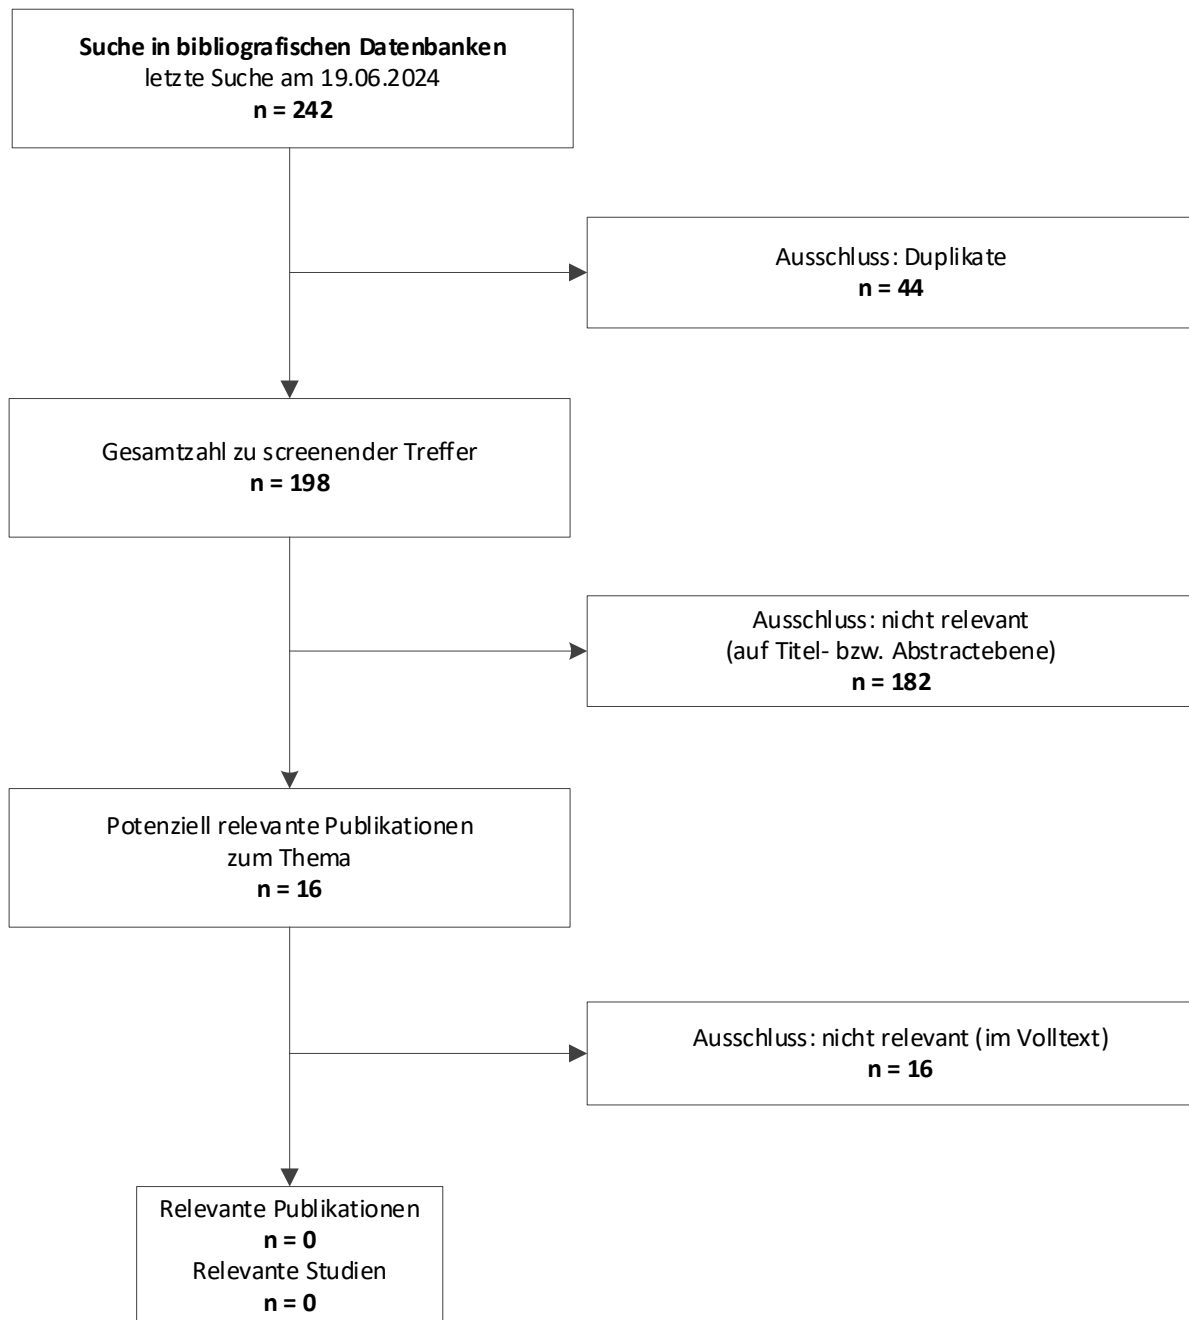 Suche in bibliografischen Datenbanken
letzte Suche am 19.06.2024
n = 242
Ausschluss: Duplikate
n = 44
Gesamtzahl zu screenender Treffer
n = 198
Ausschluss: nicht relevant
(auf Titel- bzw. Abstractebene)
n = 182
Potenziell relevante Publikationen
zum Thema
n = 16
Ausschluss: nicht relevant (im Volltext)
n = 16
Relevante Publikationen
n = 0
Relevante Studien
n = 0